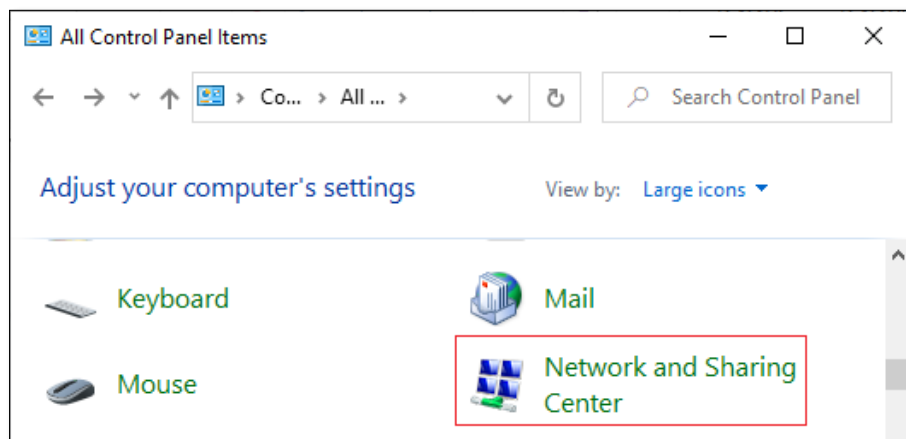 All Control Panel Items
Co... All ...
Search Control Panel
Adjust your computer's settings
View by: Large icons
Keyboard
Mail
Mouse
Network and Sharing
Center